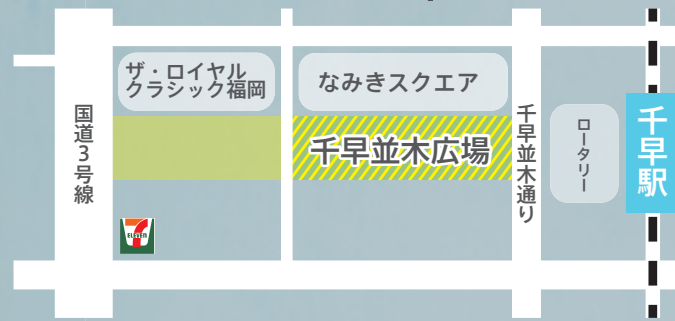 ザ・ロイヤル
クラシック福岡
なみきスクエア
国道3号線
千早並木広場
千早並木通り
ロータリー
千早駅
7
ELEVEn